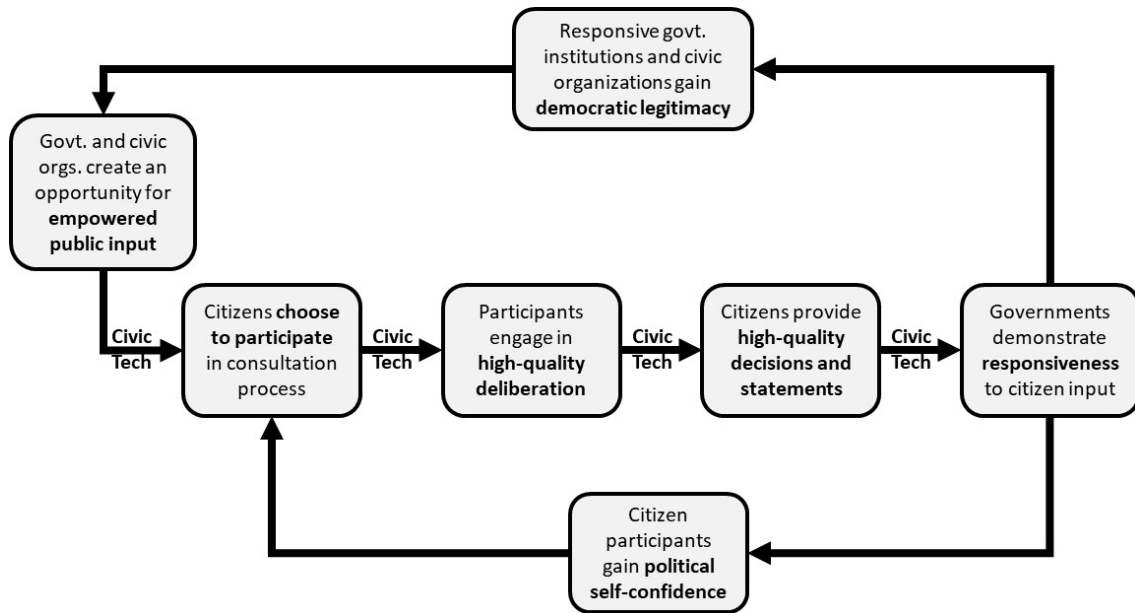 Responsive govt.
institutions and civic
organizations gain
democratic legitimacy
Govt. and civic
orgs. create an
opportunity for
empowered
public input
Civic
Tech
Citizens choose
to participate
in consultation
process
Civic
Tech
Participants
engage in
high-quality
deliberation
Civic
Tech
Citizens provide
high-quality
decisions and
statements
Civic
Tech
Governments
demonstrate
responsiveness
to citizen input
Citizen
participants
gain political
self-confidence